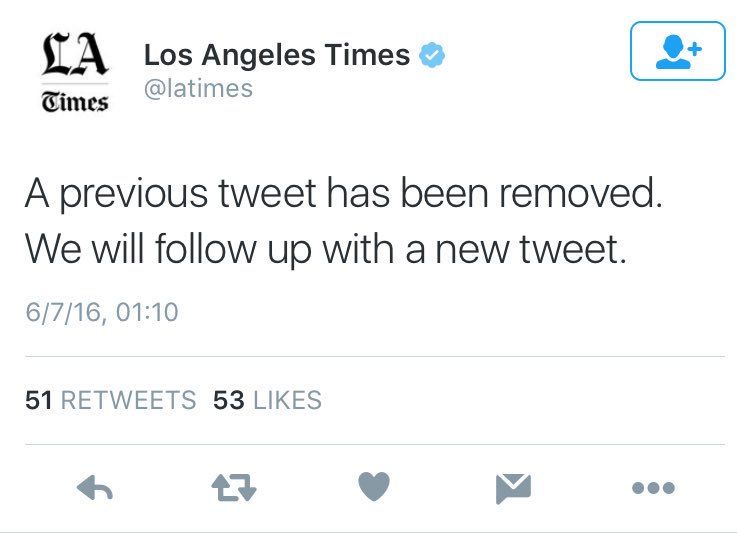 LA
Times
Los Angeles Times
@latimes
A previous tweet has been removed.
We will follow up with a new tweet.
6/7/16, 01:10
51 RETWEETS 53 LIKES